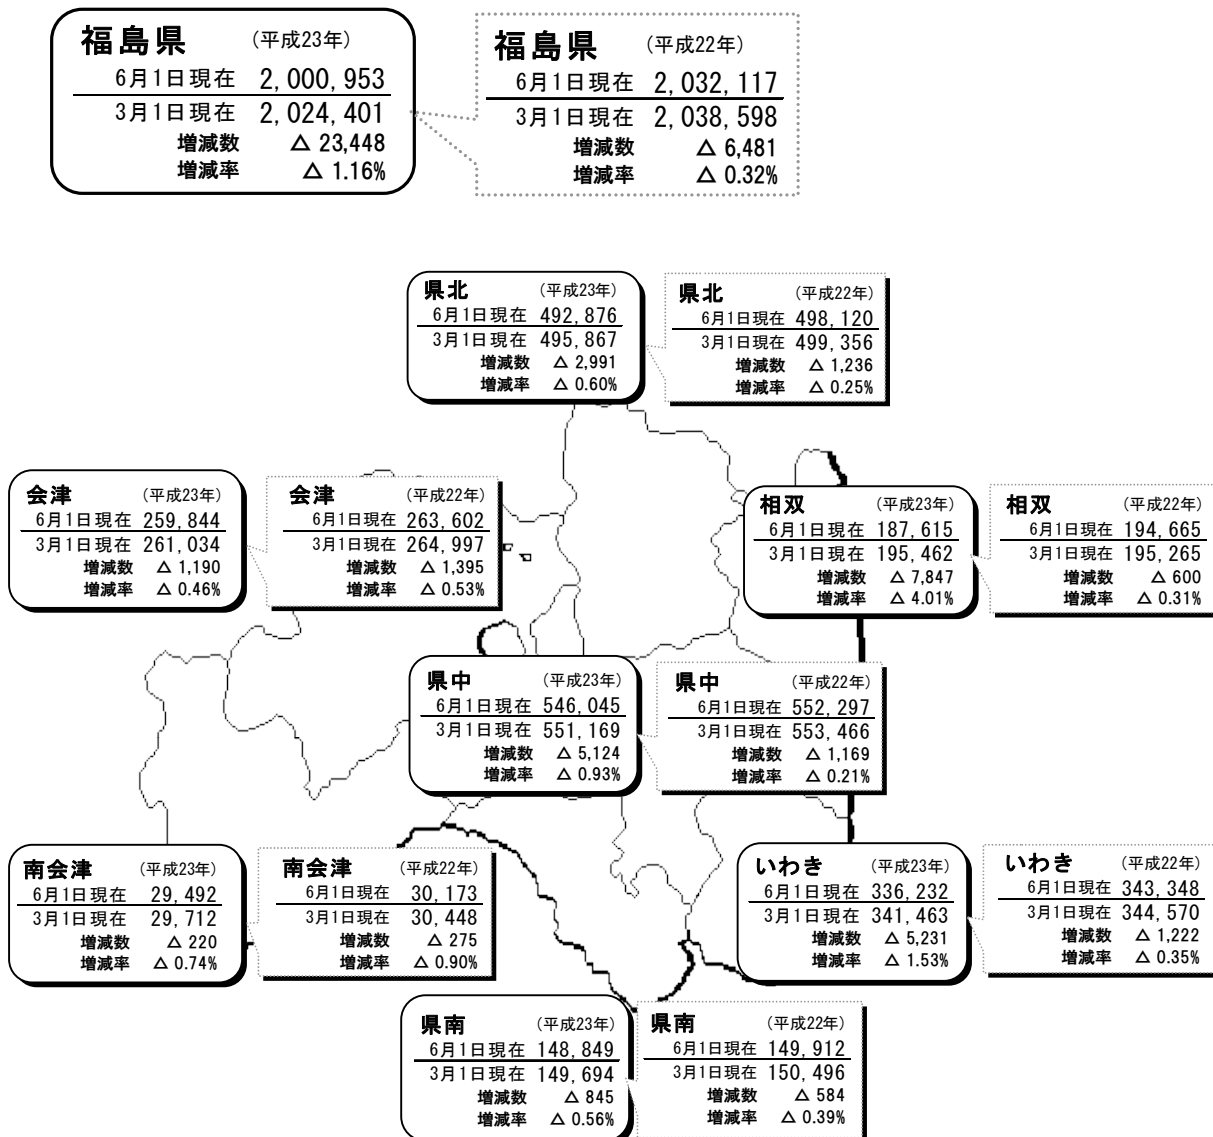 福島県 (平成23年)
6月1日現在 2,000,953
3月1日現在 2,024,401
増減数 △ 23,448
増減率 △ 1.16%
福島県 (平成22年)
6月1日現在 2,032,117
3月1日現在 2,038,598
増減数 △ 6,481
増減率 △ 0.32%
県北 (平成23年)
6月1日現在 492,876
3月1日現在 495,867
増減数 △ 2,991
増減率 △ 0.60%
県北 (平成22年)
6月1日現在 498,120
3月1日現在 499,356
増減数 △ 1,236
増減率 △ 0.25%
会津 (平成23年)
6月1日現在 259,844
3月1日現在 261,034
増減数 △ 1,190
増減率 △ 0.46%
会津 (平成22年)
6月1日現在 263,602
3月1日現在 264,997
増減数 △ 1,395
増減率 △ 0.53%
相双 (平成23年)
6月1日現在 187,615
3月1日現在 195,462
増減数 △ 7,847
増減率 △ 4.01%
相双 (平成22年)
6月1日現在 194,665
3月1日現在 195,265
増減数 △ 600
増減率 △ 0.31%
県中 (平成23年)
6月1日現在 546,045
3月1日現在 551,169
増減数 △ 5,124
増減率 △ 0.93%
県中 (平成22年)
6月1日現在 552,297
3月1日現在 553,466
増減数 △ 1,169
増減率 △ 0.21%
南会津 (平成23年)
6月1日現在 29,492
3月1日現在 29,712
増減数 △ 220
増減率 △ 0.74%
南会津 (平成22年)
6月1日現在 30,173
3月1日現在 30,448
増減数 △ 275
増減率 △ 0.90%
いわき (平成23年)
6月1日現在 336,232
3月1日現在 341,463
増減数 △ 5,231
増減率 △ 1.53%
いわき (平成22年)
6月1日現在 343,348
3月1日現在 344,570
増減数 △ 1,222
増減率 △ 0.35%
県南 (平成23年)
6月1日現在 148,849
3月1日現在 149,694
増減数 △ 845
増減率 △ 0.56%
県南 (平成22年)
6月1日現在 149,912
3月1日現在 150,496
増減数 △ 584
増減率 △ 0.39%